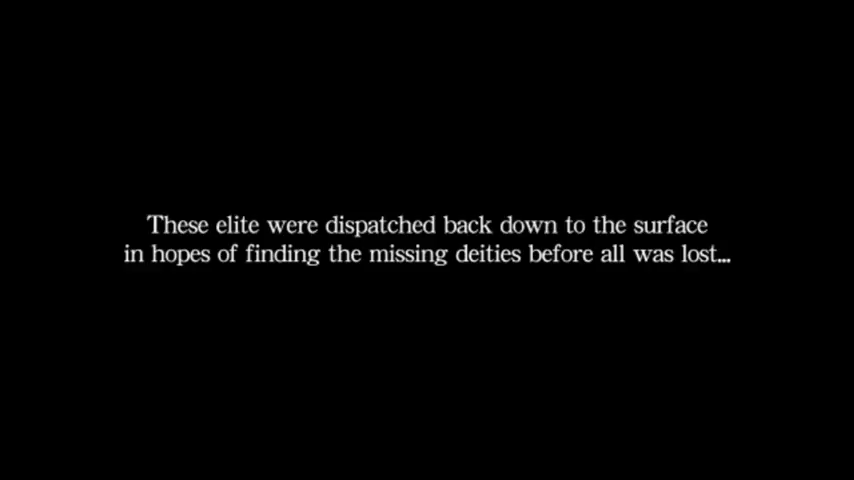 These elite were dispatched back down to the surface
in hopes of finding the missing deities before all was lost...